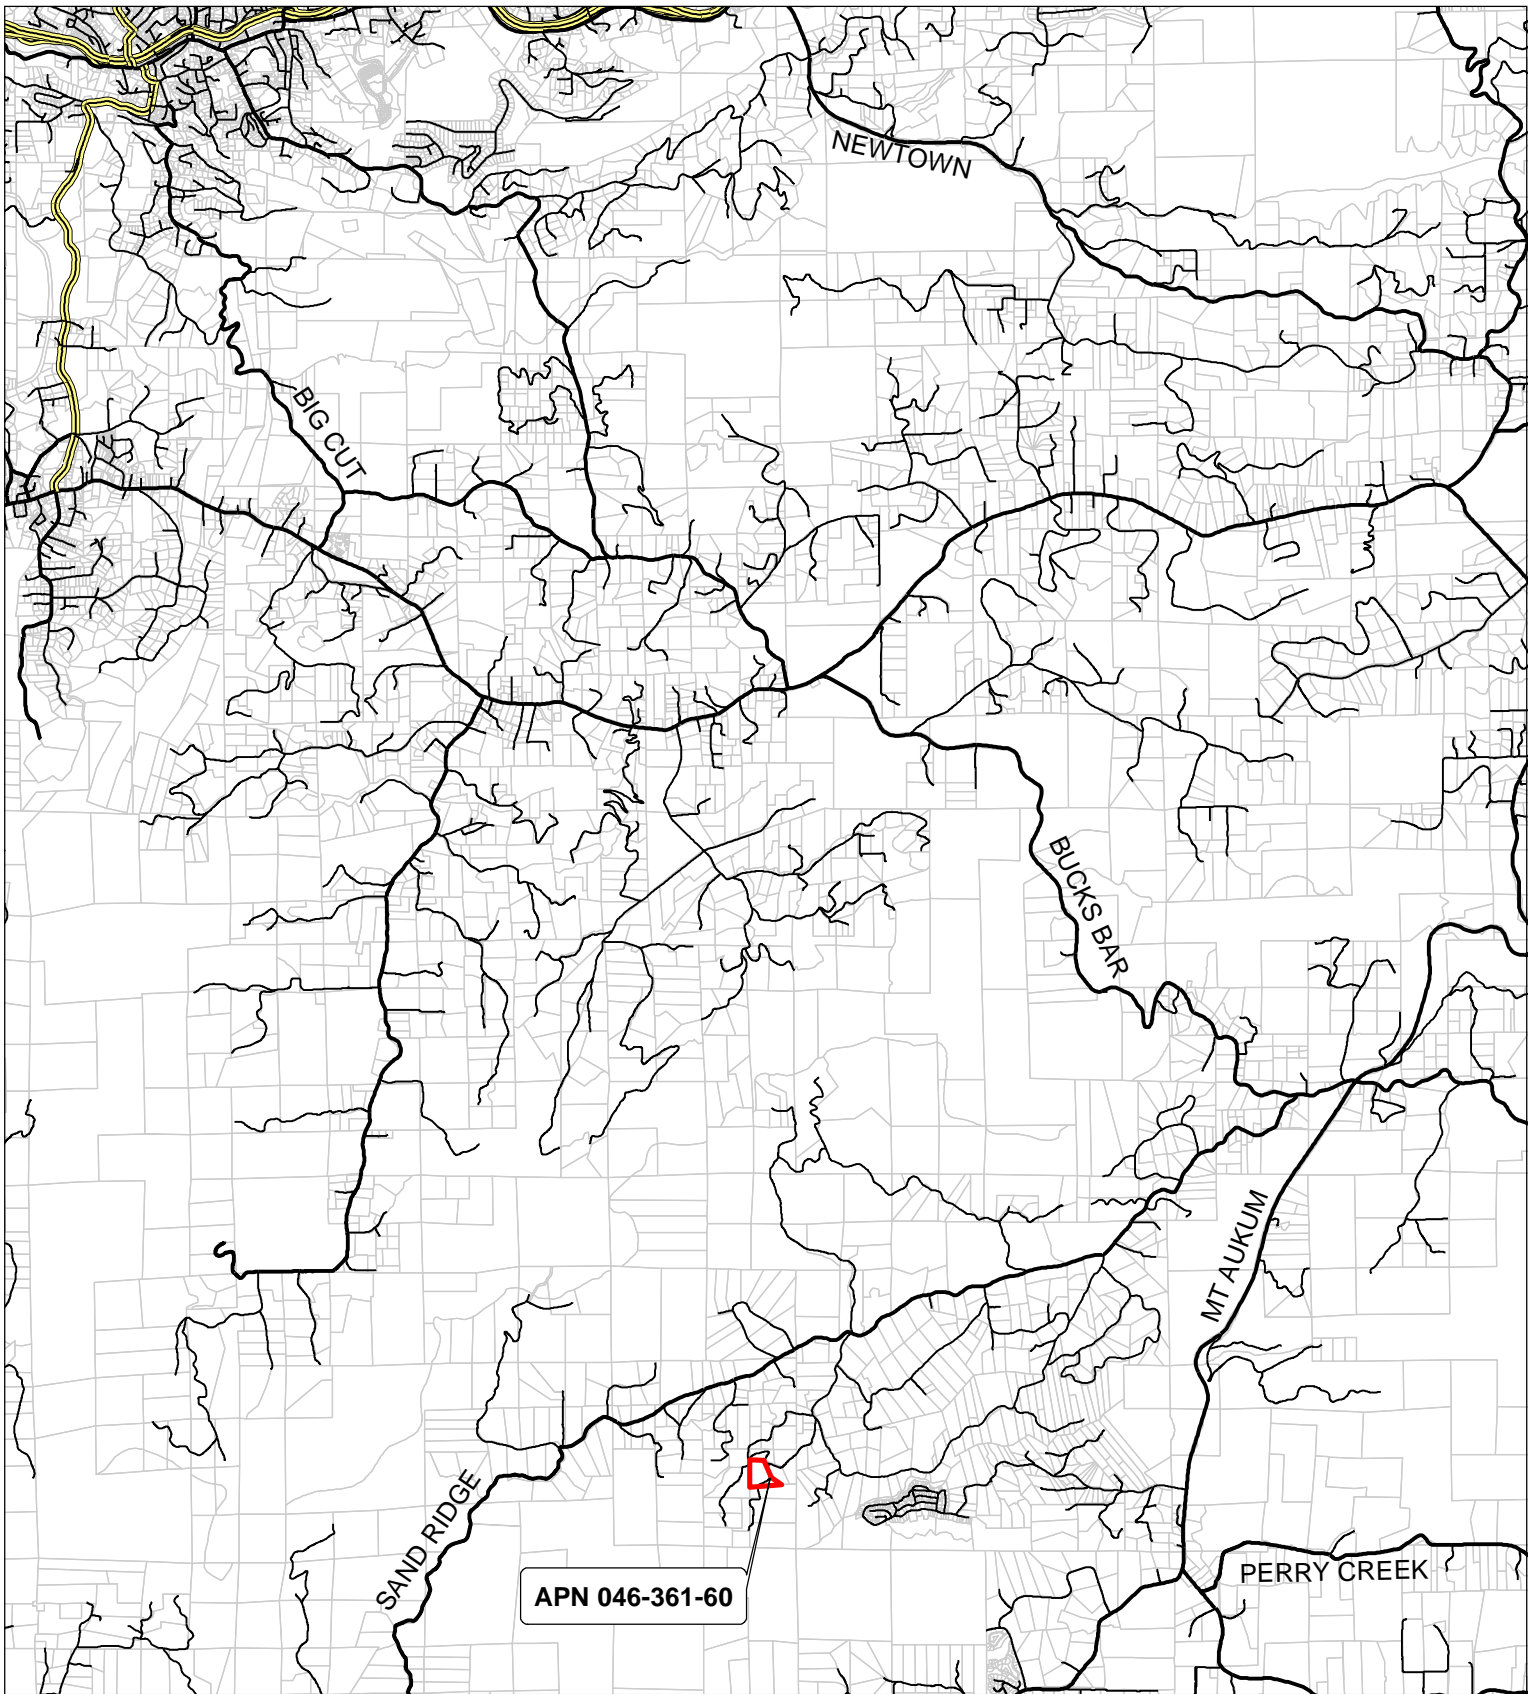 NEWTOWN
BIG CUT
BUCKS BAR
MT AUKUM
SAND RIDGE
PERRY CREEK
APN 046-361-60